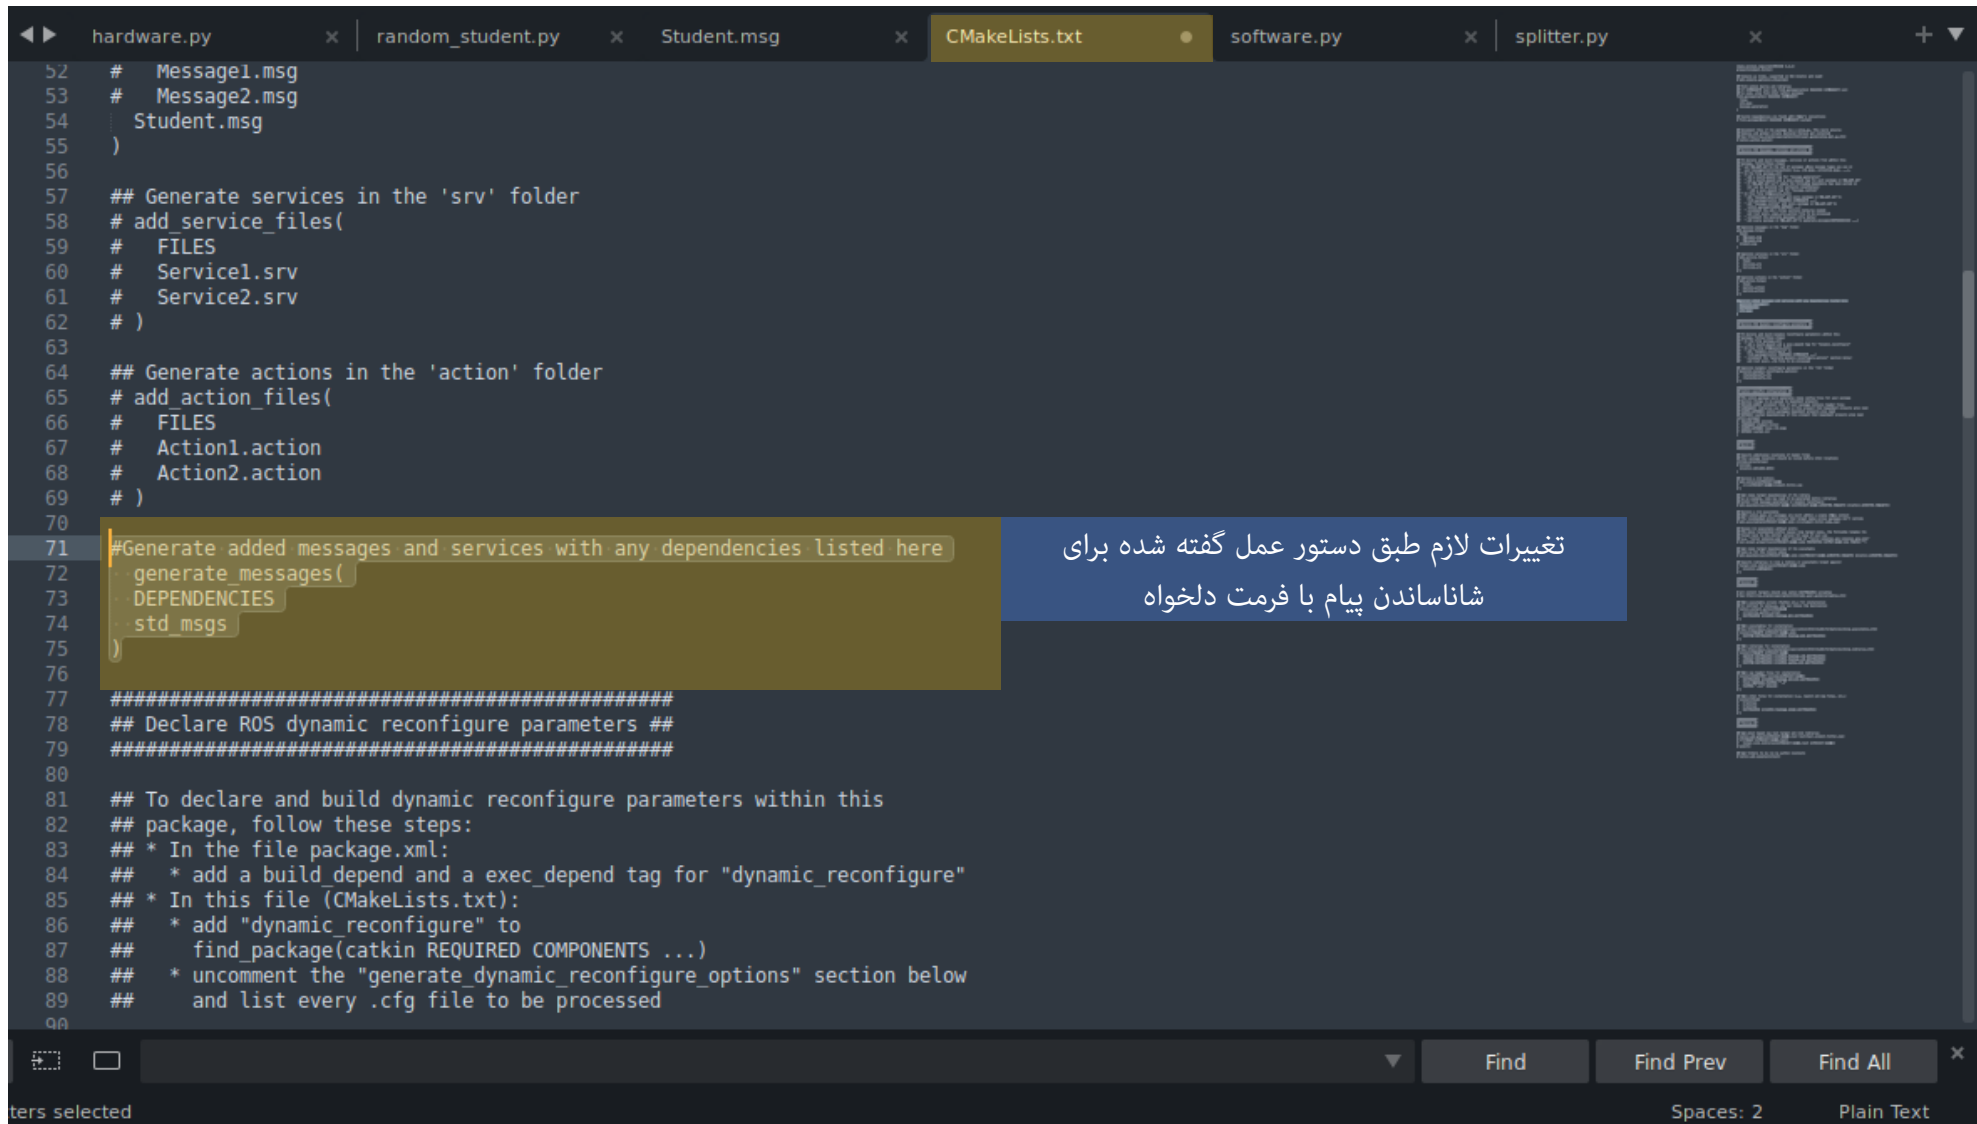 hardware.py
random_student.py
Student.msg
CMakeLists.txt
software.py
splitter.py
52 #   Message1.msg
53 #   Message2.msg
54   Student.msg
55 )
56
57 ## Generate services in the 'srv' folder
58 # add_service_files(
59 #   FILES
60 #   Service1.srv
61 #   Service2.srv
62 # )
63
64 ## Generate actions in the 'action' folder
65 # add_action_files(
66 #   FILES
67 #   Action1.action
68 #   Action2.action
69 # )
70
71 #Generate added messages and services with any dependencies listed here
72   generate_messages(
73   DEPENDENCIES
74   std_msgs
75 )
76
تغییرات لازم طبق دستور عمل گفته شده برای
شاناساندن پیام با فرمت دلخواه
77 ################################################
78 ## Declare ROS dynamic reconfigure parameters ##
79 ################################################
80
81 ## To declare and build dynamic reconfigure parameters within this
82 ## package, follow these steps:
83 ## * In the file package.xml:
84 ##   * add a build_depend and a exec_depend tag for "dynamic_reconfigure"
85 ## * In this file (CMakeLists.txt):
86 ##   * add "dynamic_reconfigure" to
87 ##     find_package(catkin REQUIRED COMPONENTS ...)
88 ##   * uncomment the "generate_dynamic_reconfigure_options" section below
89 ##     and list every .cfg file to be processed
90
Find
Find Prev
Find All
ters selected
Spaces: 2
Plain Text